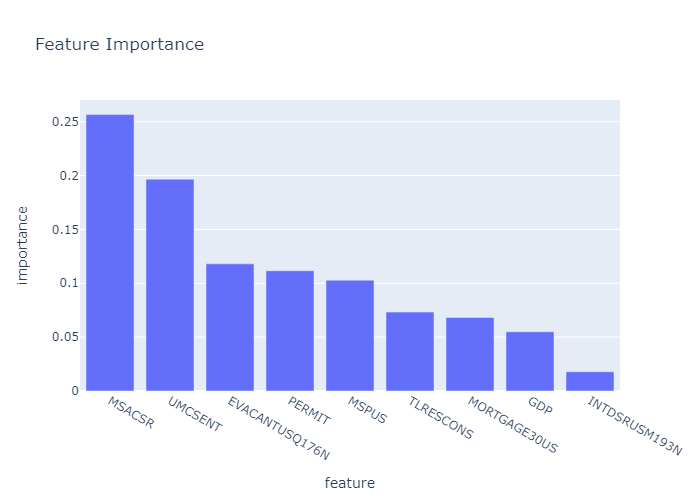 Feature Importance
importance
0.25
0.2
0.15
0.1
0.05
0
MSACSR
UMCSENT
EVACANTUSQ176N
PERMIT
MSPUS
TLRESCONS
MORTGAGE30US
GDP
INTDSRUSM193N
feature